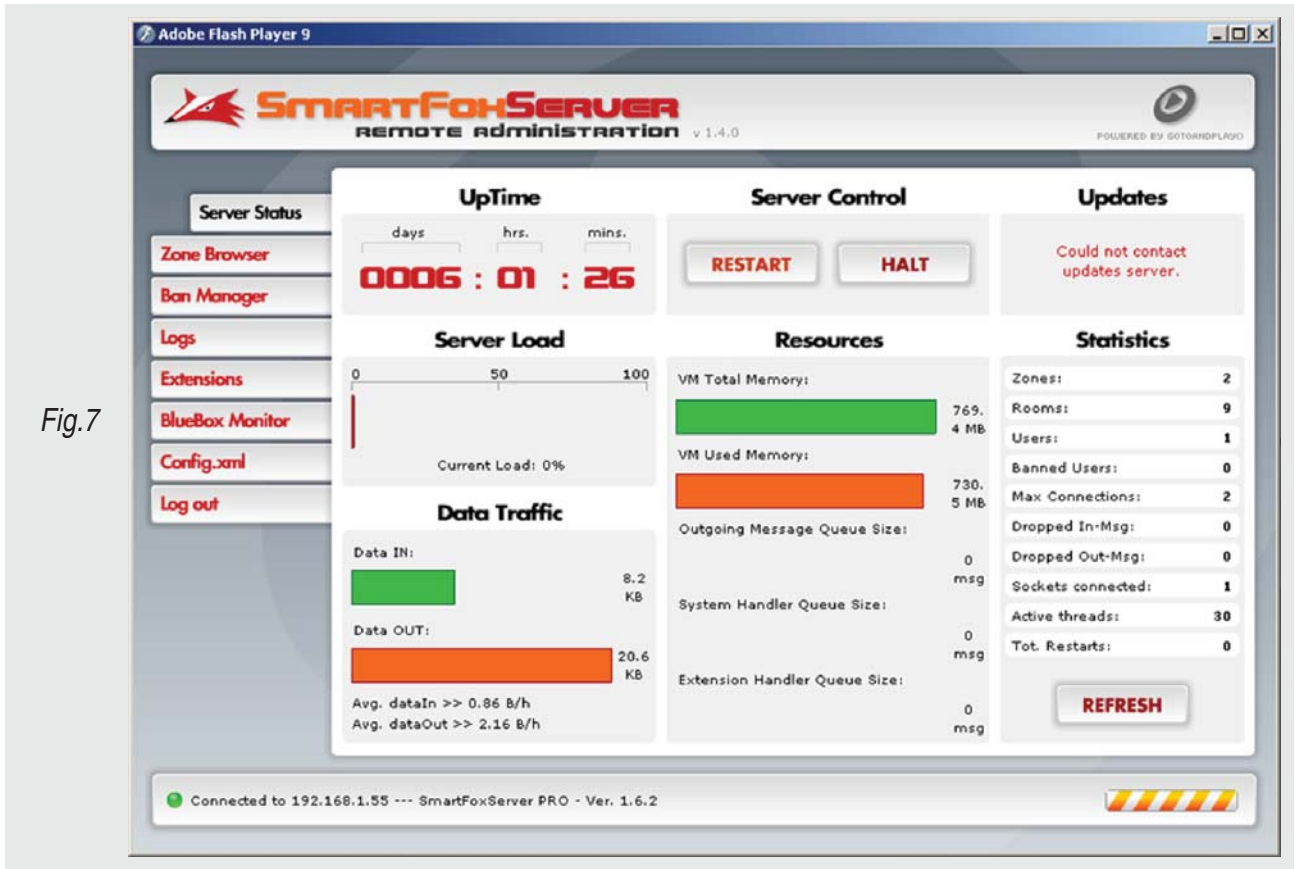 Adobe Flash Player 9
SmartFoxServer
REMOTE ADMINISTRATION v 1.4.0
POWERED BY GOTOANDPLAY()
Server Status
Zone Browser
Ban Manager
Logs
Extensions
BlueBox Monitor
Config.xml
Log out
UpTime
days hrs. mins.
0006 : 01 : 26
Server Control
RESTART HALT
Updates
Could not contact
updates server.
Server Load
0 50 100
Current Load: 0%
Data Traffic
Data IN:
8.2
KB
Data OUT:
20.6
KB
Avg. dataIn >> 0.86 B/h
Avg. dataOut >> 2.16 B/h
Resources
VM Total Memory:
769.
4 MB
VM Used Memory:
730.
5 MB
Outgoing Message Queue Size:
0
msg
System Handler Queue Size:
0
msg
Extension Handler Queue Size:
0
msg
Statistics
Zones: 2
Rooms: 9
Users: 1
Banned Users: 0
Max Connections: 2
Dropped In-Msg: 0
Dropped Out-Msg: 0
Sockets connected: 1
Active threads: 30
Tot. Restarts: 0
REFRESH
Connected to 192.168.1.55 --- SmartFoxServer PRO - Ver. 1.6.2
Fig.7